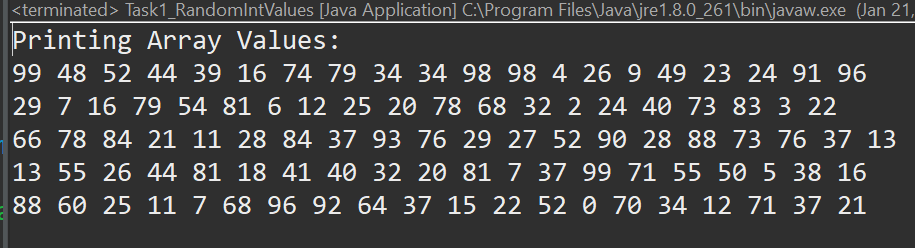 <terminated> Task1_RandomIntValues [Java Application] C:\Program Files\Java\jre1.8.0_261\bin\javaw.exe (Jan 21,
Printing Array Values:
99 48 52 44 39 16 74 79 34 34 98 98 4 26 9 49 23 24 91 96
29 7 16 79 54 81 6 12 25 20 78 68 32 2 24 40 73 83 3 22
66 78 84 21 11 28 84 37 93 76 29 27 52 90 28 88 73 76 37 13
13 55 26 44 81 18 41 40 32 20 81 7 37 99 71 55 50 5 38 16
88 60 25 11 7 68 96 92 64 37 15 22 52 0 70 34 12 71 37 21